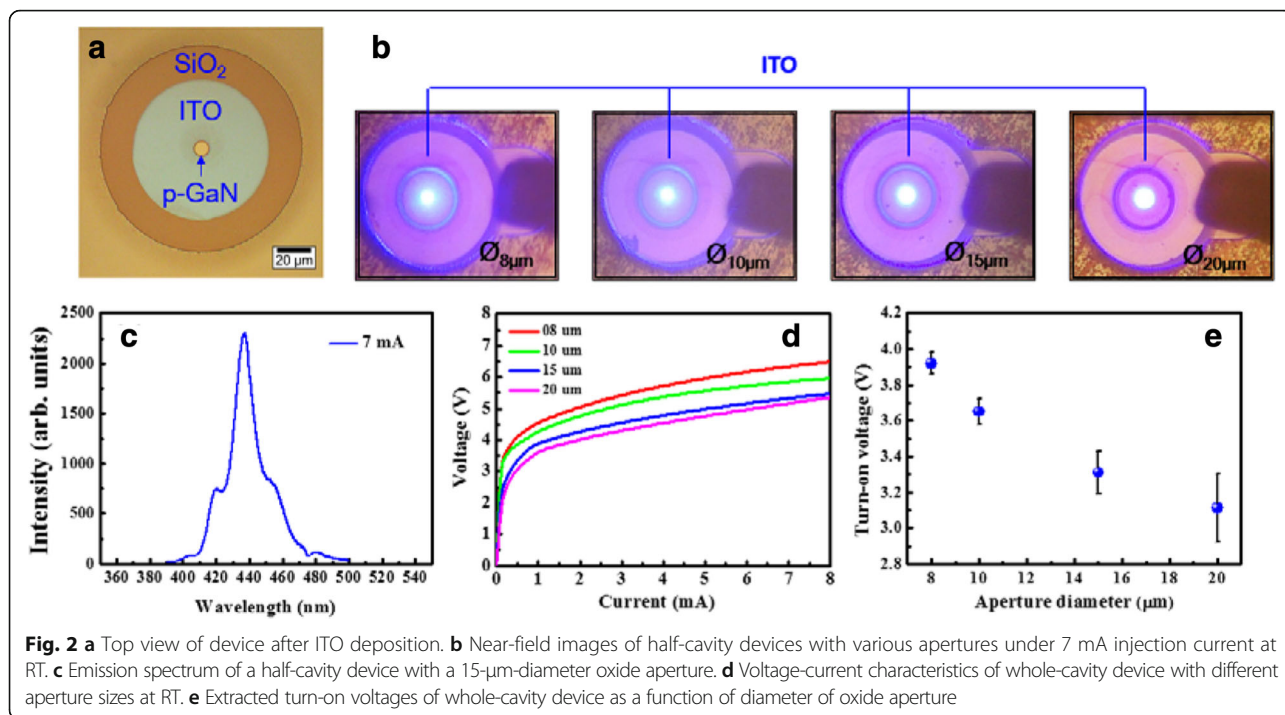 a
SiO₂
ITO
p-GaN
20 μm
b
ITO
Ø8μm
Ø10μm
Ø15μm
Ø20μm
c
7 mA
Intensity (arb. units)
2500
2000
1500
1000
500
0
360 380 400 420 440 460 480 500 520 540
Wavelength (nm)
d
08 um
10 um
15 um
20 um
Voltage (V)
8
7
6
5
4
3
2
1
0
0 1 2 3 4 5 6 7 8
Current (mA)
e
Turn-on voltage (V)
4.2
4.0
3.8
3.6
3.4
3.2
3.0
2.8
8 10 12 14 16 18 20
Aperture diameter (μm)
Fig. 2 a Top view of device after ITO deposition. b Near-field images of half-cavity devices with various apertures under 7 mA injection current at
RT. c Emission spectrum of a half-cavity device with a 15-μm-diameter oxide aperture. d Voltage-current characteristics of whole-cavity device with different
aperture sizes at RT. e Extracted turn-on voltages of whole-cavity device as a function of diameter of oxide aperture